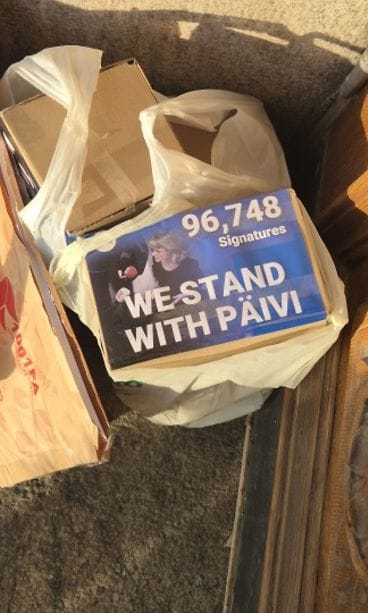 96,748
Signatures
WE STAND
WITH PÄIVI